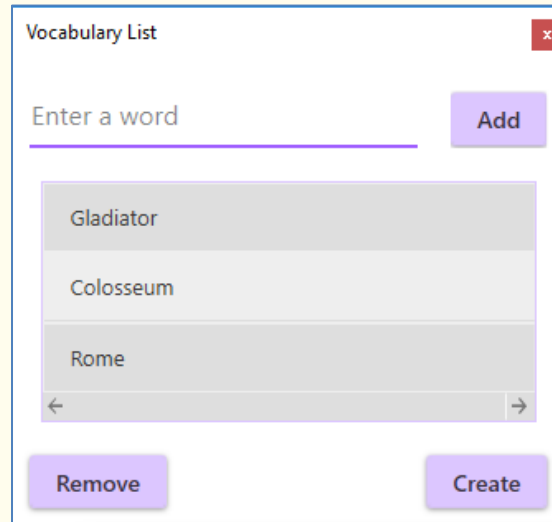 Vocabulary List
x
Enter a word
Add
Gladiator
Colosseum
Rome
Remove
Create